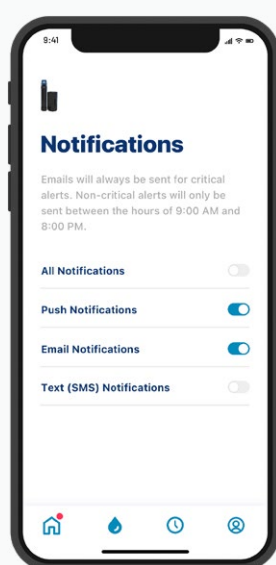 9:41
Notifications
Emails will always be sent for critical
alerts. Non-critical alerts will only be
sent between the hours of 9:00 AM and
8:00 PM.
All Notifications
Push Notifications
Email Notifications
Text (SMS) Notifications